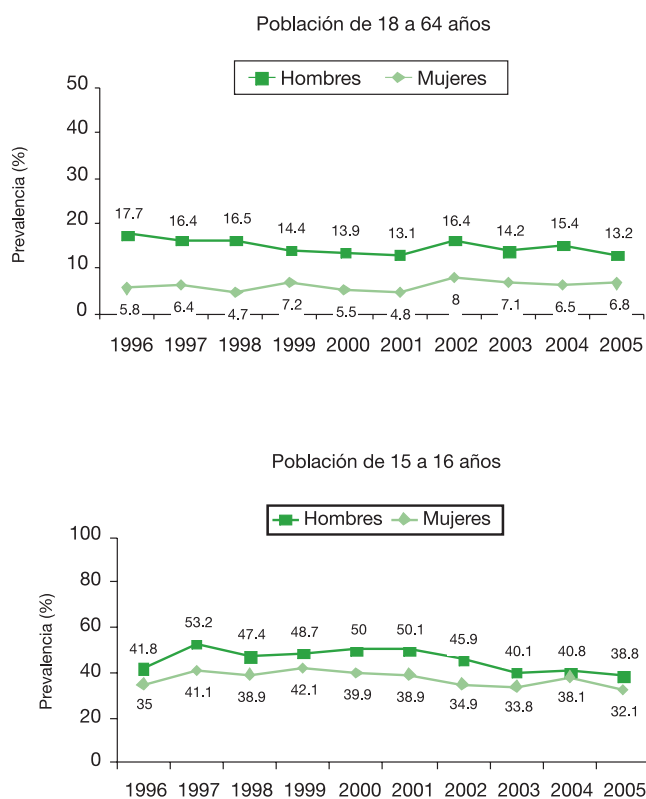 Población de 18 a 64 años
Hombres Mujeres
Prevalencia (%)
50
40
30
20
10
0
17.7 16.4 16.5 14.4 13.9 13.1 16.4 14.2 15.4 13.2
5.8 6.4 4.7 7.2 5.5 4.8 8 7.1 6.5 6.8
1996 1997 1998 1999 2000 2001 2002 2003 2004 2005
Población de 15 a 16 años
Hombres Mujeres
Prevalencia (%)
100
80
60
40
20
0
41.8 53.2 47.4 48.7 50 50.1 45.9 40.1 40.8 38.8
35 41.1 38.9 42.1 39.9 38.9 34.9 33.8 38.1 32.1
1996 1997 1998 1999 2000 2001 2002 2003 2004 2005